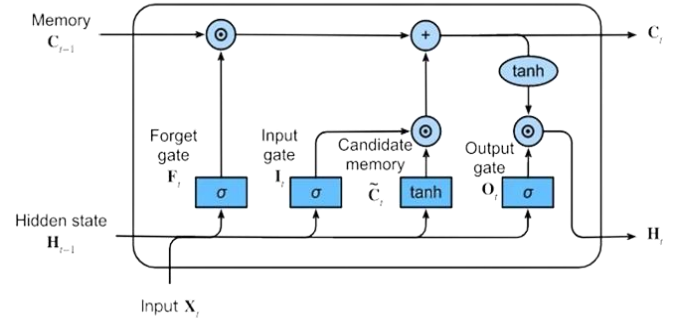 Memory
C_{t-1}
C_t
+
tanh
Forget
gate
F_t
Input
gate
I_t
Candidate
memory
C̃_t
Output
gate
O_t
σ
σ
tanh
σ
Hidden state
H_{t-1}
H_t
Input X_t